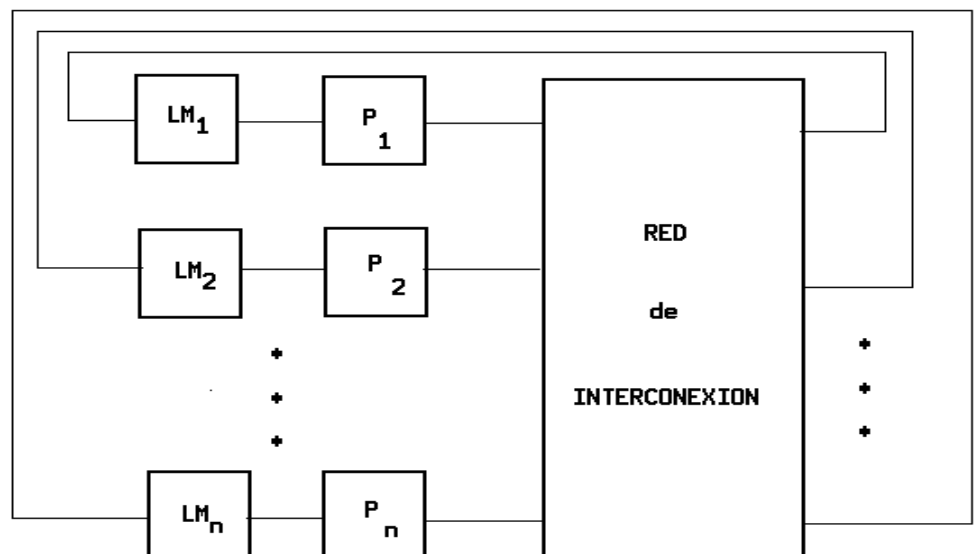 LM1
P1
LM2
P2
RED
de
INTERCONEXION
LMn
Pn